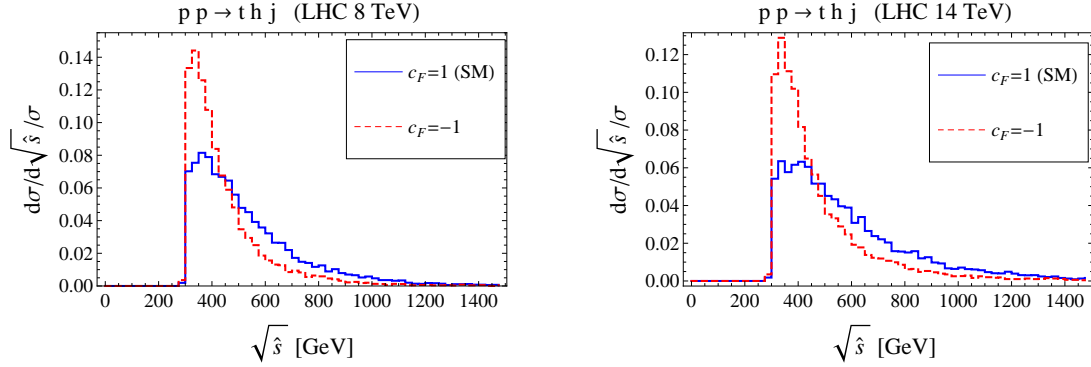 p p → t h j (LHC 8 TeV)
dσ/d√ŝ /σ
0.14
0.12
0.10
0.08
0.06
0.04
0.02
0.00
c_F=1 (SM)
c_F=-1
0 200 400 600 800 1000 1200 1400
√ŝ [GeV]
p p → t h j (LHC 14 TeV)
dσ/d√ŝ /σ
0.12
0.10
0.08
0.06
0.04
0.02
0.00
c_F=1 (SM)
c_F=-1
0 200 400 600 800 1000 1200 1400
√ŝ [GeV]